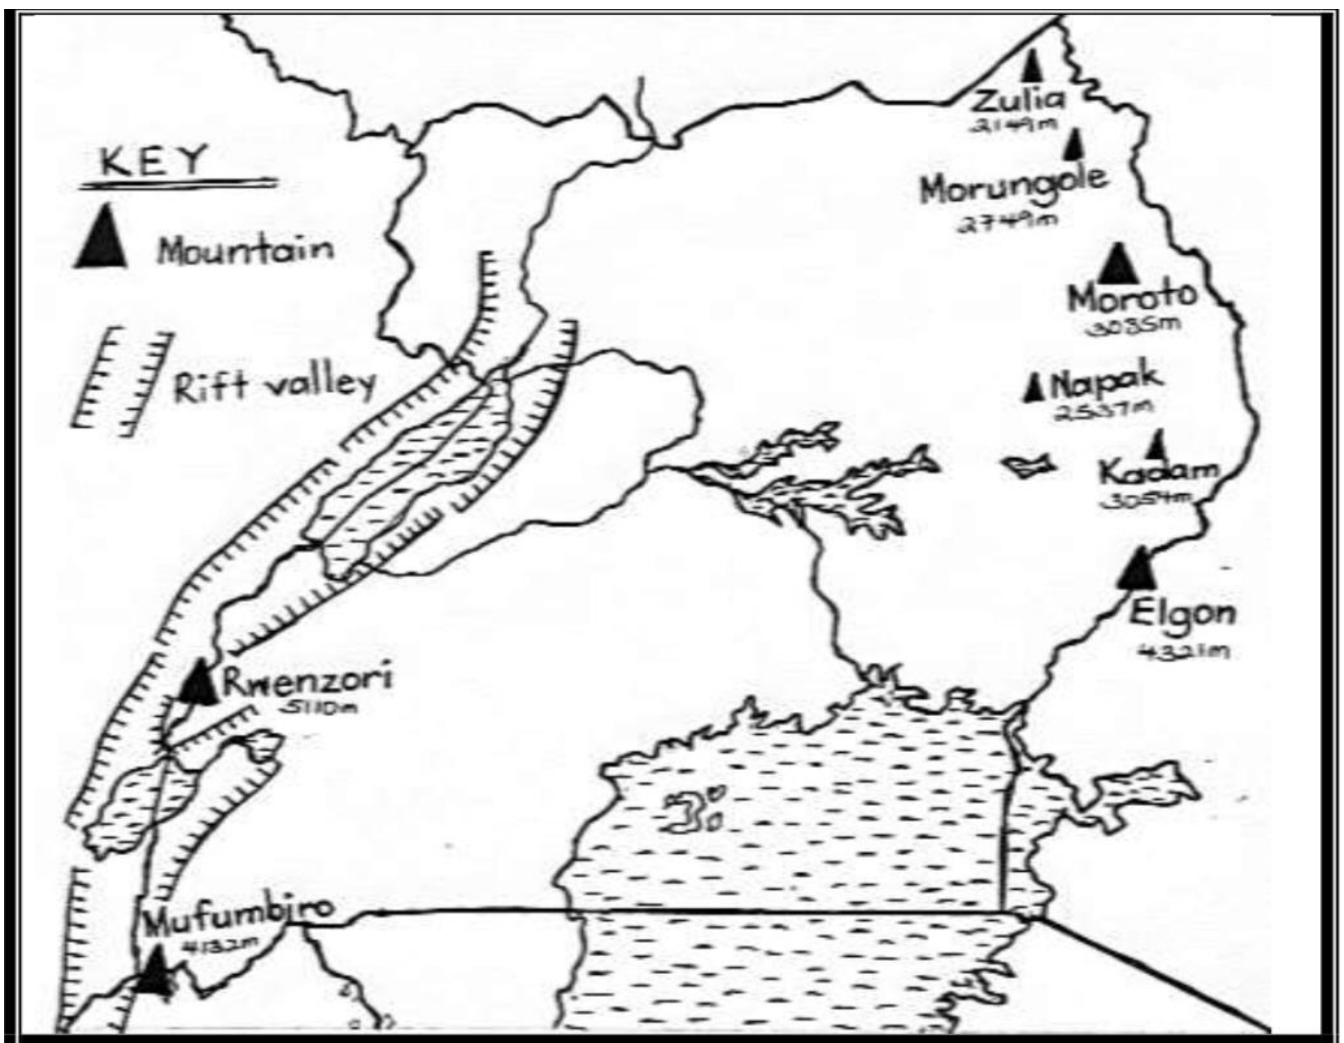 KEY
Mountain
Rift valley
Zulia
2149m
Morungole
2749m
Moroto
3085m
Napak
2537m
Kadam
3054m
Elgon
4321m
Rwenzori
5110m
Mufumbiro
4132m